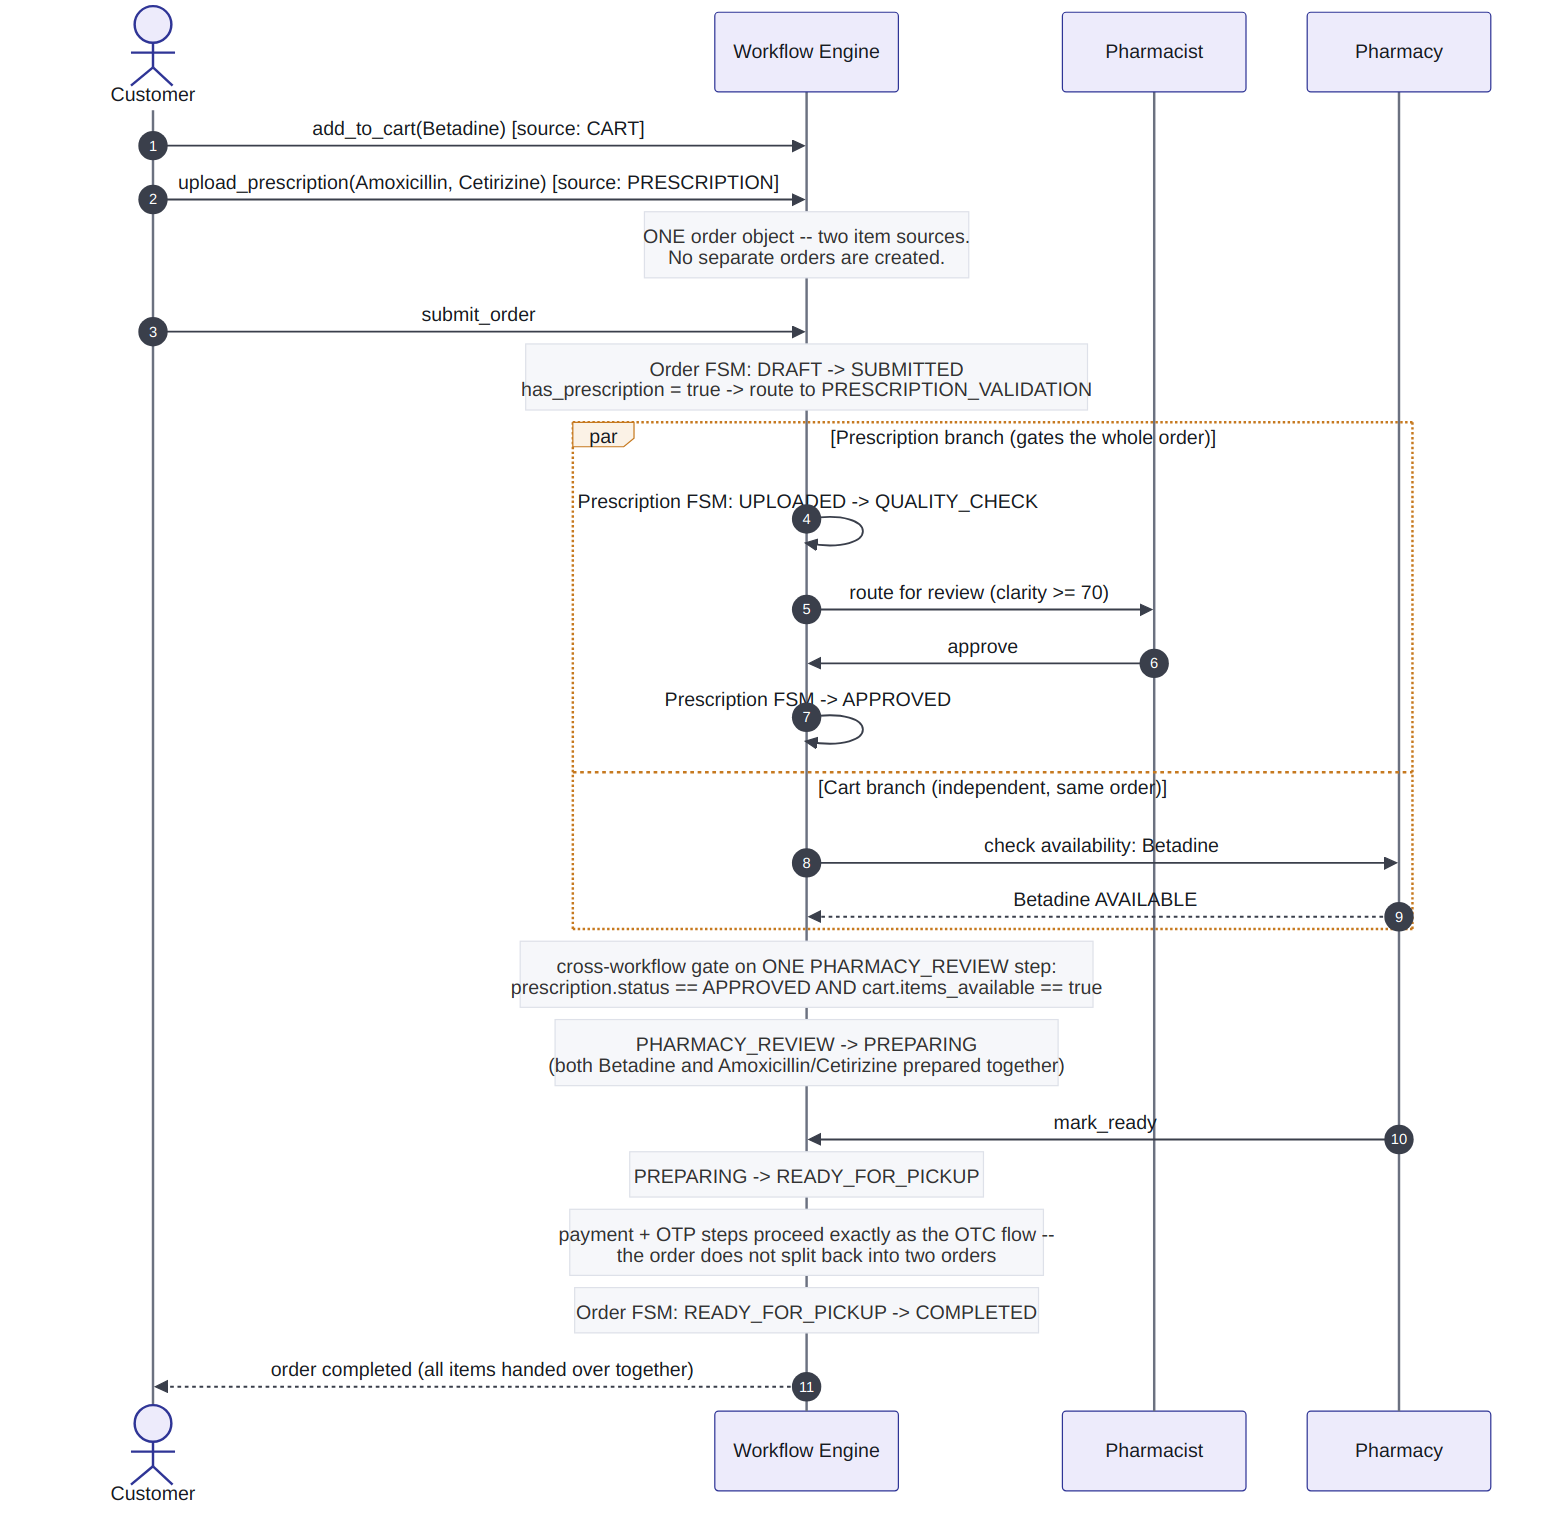 Customer
Workflow Engine
Pharmacist
Pharmacy
add_to_cart(Betadine) [source: CART]
1
upload_prescription(Amoxicillin, Cetirizine) [source: PRESCRIPTION]
2
ONE order object -- two item sources.
No separate orders are created.
submit_order
3
Order FSM: DRAFT -> SUBMITTED
has_prescription = true -> route to PRESCRIPTION_VALIDATION
par
[Prescription branch (gates the whole order)]
Prescription FSM: UPLOADED -> QUALITY_CHECK
4
route for review (clarity >= 70)
5
approve
6
Prescription FSM -> APPROVED
7
[Cart branch (independent, same order)]
check availability: Betadine
8
Betadine AVAILABLE
9
cross-workflow gate on ONE PHARMACY_REVIEW step:
prescription.status == APPROVED AND cart.items_available == true
PHARMACY_REVIEW -> PREPARING
(both Betadine and Amoxicillin/Cetirizine prepared together)
mark_ready
10
PREPARING -> READY_FOR_PICKUP
payment + OTP steps proceed exactly as the OTC flow --
the order does not split back into two orders
Order FSM: READY_FOR_PICKUP -> COMPLETED
order completed (all items handed over together)
11
Customer
Workflow Engine
Pharmacist
Pharmacy